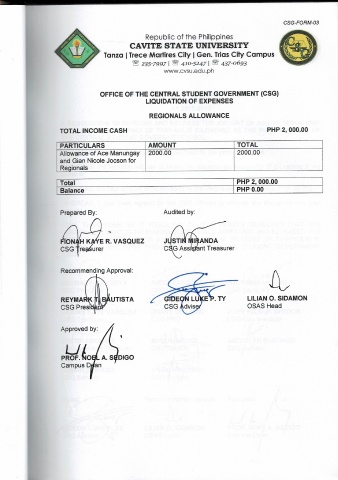 CSG-FORM-03
Republic of the Philippines
CAVITE STATE UNIVERSITY
Tanza | Trece Martires City | Gen. Trias City Campus
☏ 235-7997 | ☏ 410-5247 | ☏ 437-0693
www.cvsu.edu.ph
OFFICE OF THE CENTRAL STUDENT GOVERNMENT (CSG)
LIQUIDATION OF EXPENSES
REGIONALS ALLOWANCE
TOTAL INCOME CASH PHP 2, 000.00
PARTICULARS AMOUNT TOTAL
Allowance of Ace Manungay 2000.00 2000.00
and Gian Nicole Jocson for
Regionals
Total PHP 2, 000.00
Balance PHP 0.00
Prepared By: Audited by:
FIONAH KAYE R. VASQUEZ JUSTIN MIRANDA
CSG Treasurer CSG Assistant Treasurer
Recommending Approval:
REYMARK T. BAUTISTA GIDEON LUKE P. TY LILIAN O. SIDAMON
CSG President CSG Adviser OSAS Head
Approved by:
PROF. NOEL A. SEDIGO
Campus Dean